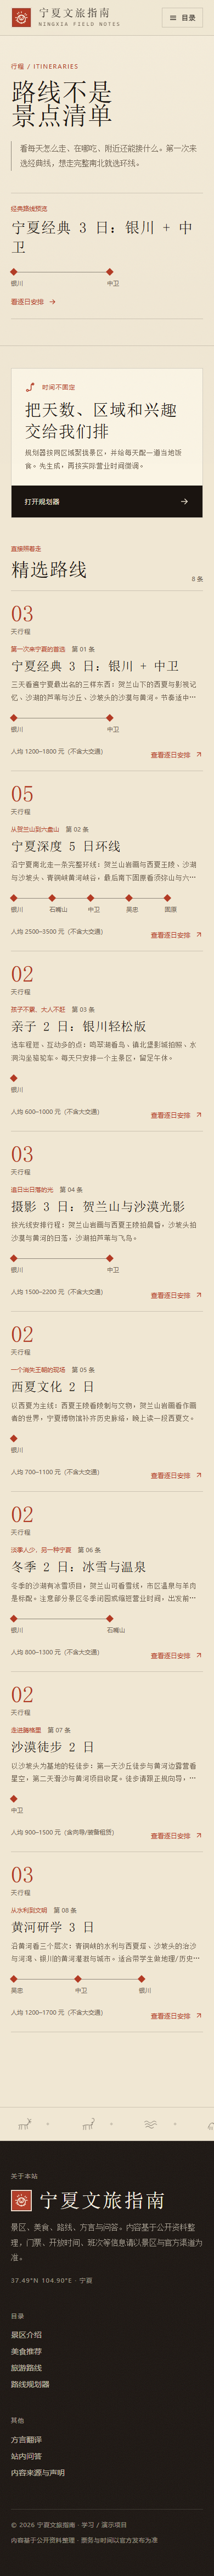 宁夏文旅指南
NINGXIA FIELD NOTES
目录
行程 / ITINERARIES
路线不是
景点清单
看每天怎么走、在哪吃、附近还能接什么。第一次来
选经典线，想走完整南北就选环线。
经典路线预览
宁夏经典 3 日：银川 + 中
卫
银川
中卫
看逐日安排 →
时间不固定
把天数、区域和兴趣
交给我们排
规划器按同区域聚拢景区，并给每天配一道当地饭
食。先生成，再按实际营业时间微调。
打开规划器 →
直接照着走
精选路线
8 条
03
天行程
第一次来宁夏的首选 第 01 条
宁夏经典 3 日：银川 + 中卫
三天看遍宁夏最出名的三样东西：贺兰山下的西夏与影视记
忆、沙湖的芦苇与沙丘、沙坡头的沙漠与黄河。节奏适中…
银川
中卫
人均 1200–1800 元（不含大交通）
查看逐日安排 ↗
05
天行程
从贺兰山到六盘山 第 02 条
宁夏深度 5 日环线
沿宁夏南北走一条完整环线：贺兰山岩画与西夏王陵、沙湖
与沙坡头、青铜峡黄河峡谷，最后南下固原看须弥山与六…
银川
石嘴山
中卫
吴忠
固原
人均 2500–3500 元（不含大交通）
查看逐日安排 ↗
02
天行程
孩子不累，大人不赶 第 03 条
亲子 2 日：银川轻松版
选车程短、互动多的点：鸣翠湖看鸟、镇北堡影城拍照、水
洞沟坐骆驼车。每天只安排一个主景区，留足午休。
银川
人均 600–1000 元（不含大交通）
查看逐日安排 ↗
03
天行程
追日出日落的光 第 04 条
摄影 3 日：贺兰山与沙漠光影
按光线安排行程：贺兰山岩画与西夏王陵拍晨昏，沙坡头拍
沙漠与黄河的日落，沙湖拍芦苇与飞鸟。
银川
中卫
人均 1500–2200 元（不含大交通）
查看逐日安排 ↗
02
天行程
一个消失王朝的现场 第 05 条
西夏文化 2 日
以西夏为主线：西夏王陵看陵制与文物，贺兰山岩画看作画
者的世界，宁夏博物馆补齐历史脉络，晚上读一段西夏文。
银川
人均 700–1100 元（不含大交通）
查看逐日安排 ↗
02
天行程
淡季人少，另一种宁夏 第 06 条
冬季 2 日：冰雪与温泉
冬季的沙湖有冰雪项目，贺兰山可看雪线，市区温泉与羊肉
是标配。注意部分景区冬季闭园或缩短营业时间，出发前…
银川
石嘴山
人均 800–1300 元（不含大交通）
查看逐日安排 ↗
02
天行程
走进腾格里 第 07 条
沙漠徒步 2 日
以沙坡头为基地的轻徒步：第一天沙丘徒步与黄河边露营看
星空，第二天滑沙与黄河项目收尾。徒步请跟正规向导，…
中卫
人均 900–1500 元（含向导/装备租赁）
查看逐日安排 ↗
03
天行程
从水利到文明 第 08 条
黄河研学 3 日
沿黄河看三个层次：青铜峡的水利与西夏塔、沙坡头的治沙
与河湾、银川的黄河灌溉与城市。适合带学生做地理/历史…
吴忠
中卫
银川
人均 1200–1700 元（不含大交通）
查看逐日安排 ↗
关于本站
宁夏文旅指南
景区、美食、路线、方言与问答。内容基于公开资料整
理，门票、开放时间、班次等信息请以景区与官方渠道为
准。
37.49°N 104.90°E · 宁夏
目录
景区介绍
美食推荐
旅游路线
路线规划器
其他
方言翻译
站内问答
内容来源与声明
© 2026 宁夏文旅指南 · 学习 / 演示项目
内容基于公开资料整理 · 票务与时间以官方发布为准